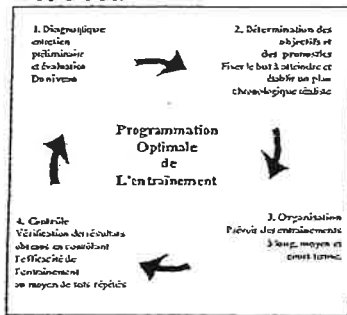 1. Diagnostique
entretien
préliminaire
et évaluation
Du niveau
2. Détermination des
objectifs et
des pronostics
Fixer le but à atteindre et
établir un plan
chronologique réaliste
Programmation
Optimale
de
L'entraînement
3. Organisation
Prévoir des entraînements
à long, moyen et
court terme.
4. Contrôle
Vérification des résultats
obtenus en contrôlant
l'efficacité de
l'entraînement
au moyen de tests répétés